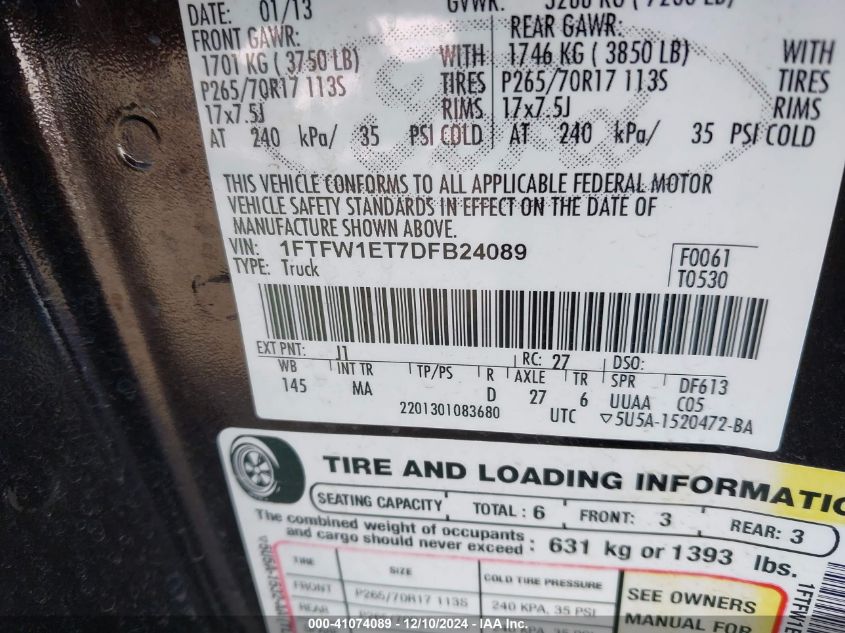 DATE: 01/13
FRONT GAWR: REAR GAWR:
1701 KG ( 3750 LB) WITH 1746 KG ( 3850 LB) WITH
P265/70R17 113S TIRES P265/70R17 113S TIRES
17x7.5J RIMS 17x7.5J RIMS
AT 240 kPa/ 35 PSI COLD AT 240 kPa/ 35 PSI COLD
THIS VEHICLE CONFORMS TO ALL APPLICABLE FEDERAL MOTOR
VEHICLE SAFETY STANDARDS IN EFFECT ON THE DATE OF
MANUFACTURE SHOWN ABOVE.
VIN: 1FTFW1ET7DFB24089
TYPE: Truck
F0061
T0530
EXT PNT: J1 RC: 27 DSO:
WB INT TR TP/PS R AXLE TR SPR DF613
145 MA D 27 6 UUAA C05
2201301083680 UTC ▽5U5A-1520472-BA
TIRE AND LOADING INFORMATIO
SEATING CAPACITY TOTAL : 6 FRONT: 3 REAR: 3
The combined weight of occupants
and cargo should never exceed : 631 kg or 1393 lbs.
TIRE SIZE COLD TIRE PRESSURE
FRONT P265/70R17 113S 240 KPA, 35 PSI
REAR 240 KPA, 35 PSI
SEE OWNERS
MANUAL FOR
1FTFW1E
000-41074089 - 12/10/2024 - IAA Inc.